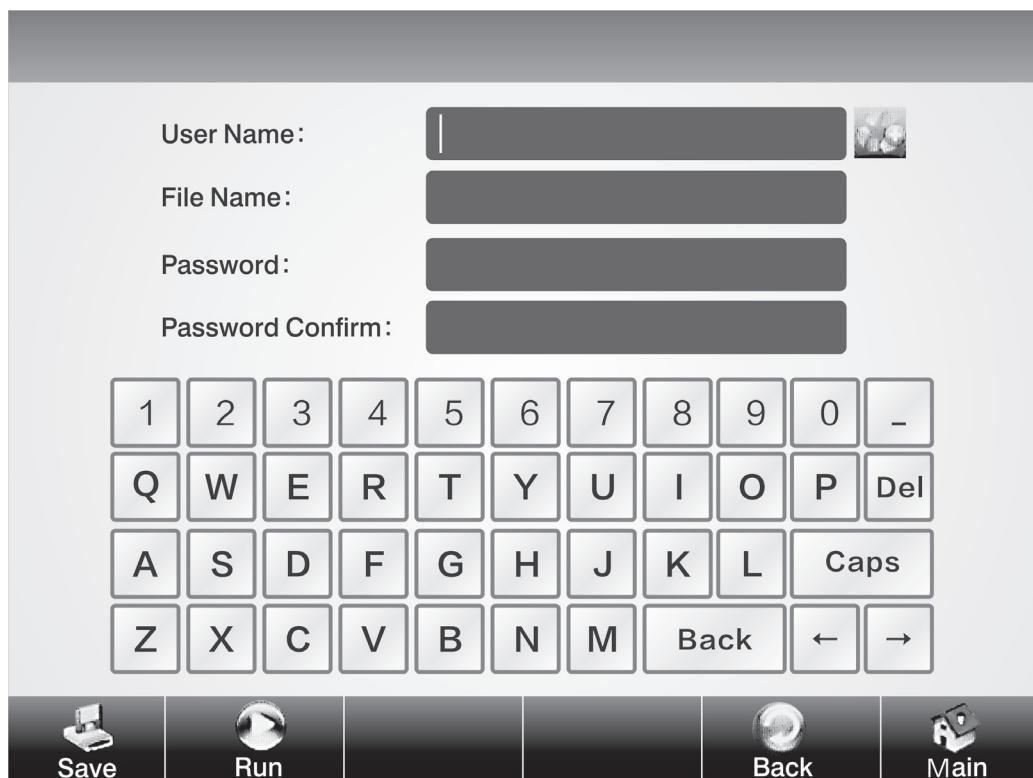 User Name:
File Name:
Password:
Password Confirm:
1 2 3 4 5 6 7 8 9 0 _
Q W E R T Y U I O P Del
A S D F G H J K L Caps
Z X C V B N M Back ← →
Save Run Back Main